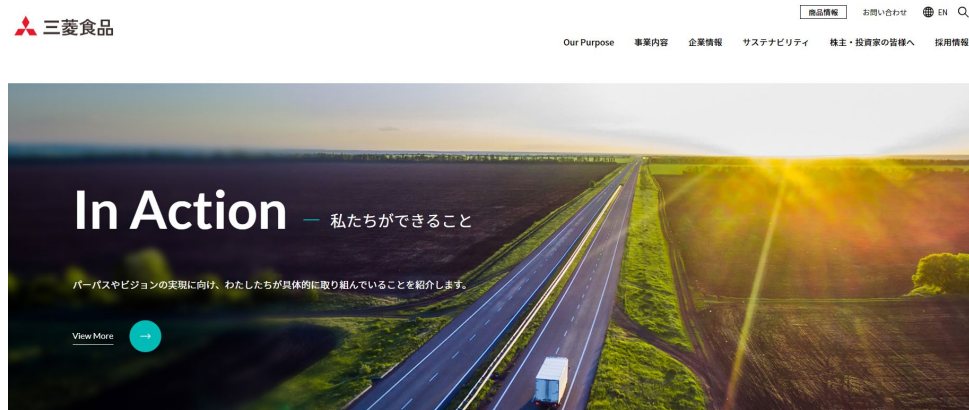 三菱食品
商品情報 お問い合わせ EN
Our Purpose 事業内容 企業情報 サステナビリティ 株主・投資家の皆様へ 採用情報
In Action — 私たちができること
パーパスやビジョンの実現に向け、わたしたちが具体的に取り組んでいることを紹介します。
View More →